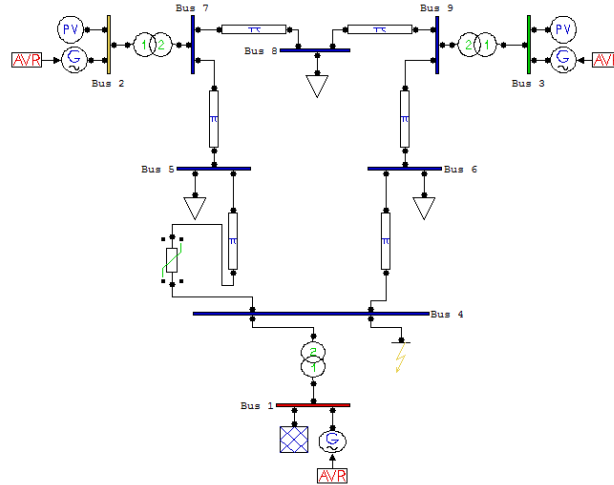 Bus 7
Bus 9
PV
π
π
PV
Bus 8
AVR
G
1 2
2 1
G
AVR
Bus 2
Bus 3
π
π
Bus 5
Bus 6
π
π
Bus 4
2
1
Bus 1
G
AVR